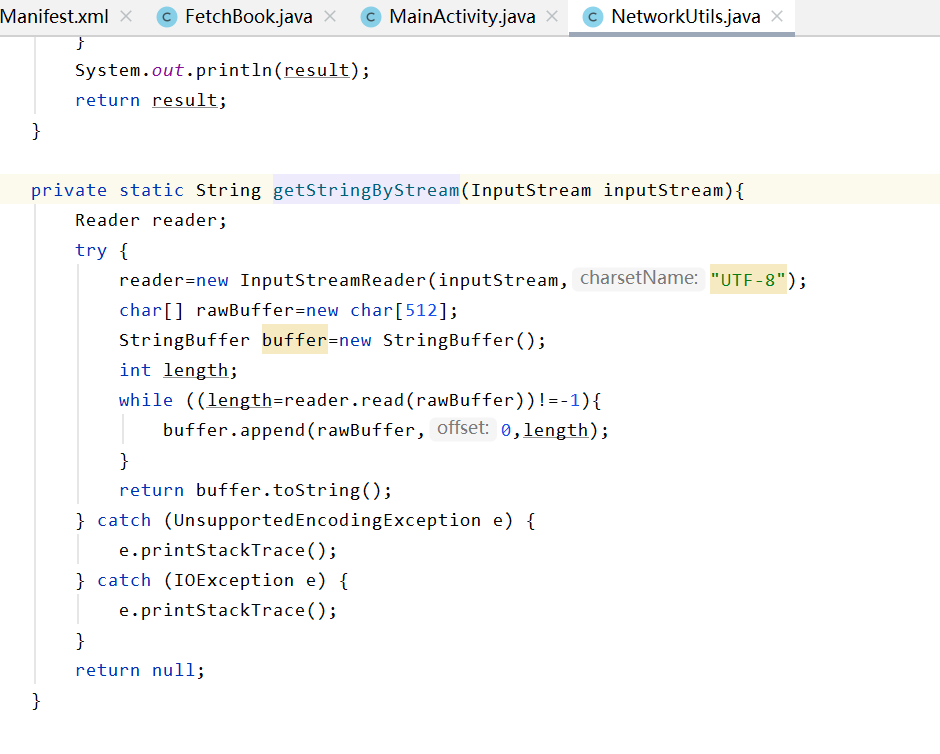 Manifest.xml × C FetchBook.java × C MainActivity.java × C NetworkUtils.java ×
}
System.out.println(result);
return result;
}
private static String getStringByStream(InputStream inputStream){
Reader reader;
try {
reader=new InputStreamReader(inputStream, charsetName: "UTF-8");
char[] rawBuffer=new char[512];
StringBuffer buffer=new StringBuffer();
int length;
while ((length=reader.read(rawBuffer))!=-1){
buffer.append(rawBuffer, offset: 0,length);
}
return buffer.toString();
} catch (UnsupportedEncodingException e) {
e.printStackTrace();
} catch (IOException e) {
e.printStackTrace();
}
return null;
}